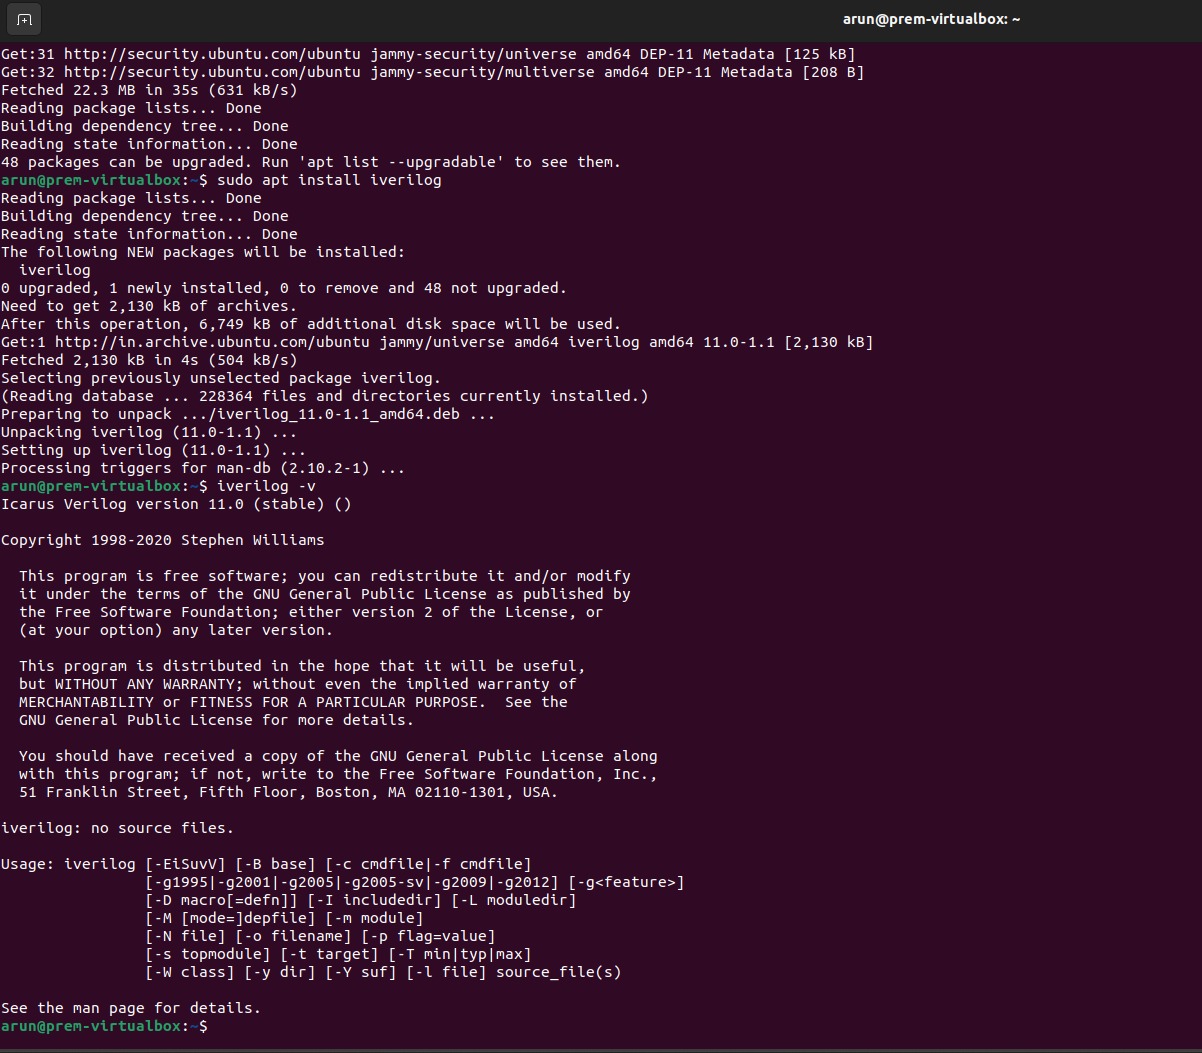 arun@prem-virtualbox: ~
Get:31 http://security.ubuntu.com/ubuntu jammy-security/universe amd64 DEP-11 Metadata [125 kB]
Get:32 http://security.ubuntu.com/ubuntu jammy-security/multiverse amd64 DEP-11 Metadata [208 B]
Fetched 22.3 MB in 35s (631 kB/s)
Reading package lists... Done
Building dependency tree... Done
Reading state information... Done
48 packages can be upgraded. Run 'apt list --upgradable' to see them.
arun@prem-virtualbox:~$ sudo apt install iverilog
Reading package lists... Done
Building dependency tree... Done
Reading state information... Done
The following NEW packages will be installed:
  iverilog
0 upgraded, 1 newly installed, 0 to remove and 48 not upgraded.
Need to get 2,130 kB of archives.
After this operation, 6,749 kB of additional disk space will be used.
Get:1 http://in.archive.ubuntu.com/ubuntu jammy/universe amd64 iverilog amd64 11.0-1.1 [2,130 kB]
Fetched 2,130 kB in 4s (504 kB/s)
Selecting previously unselected package iverilog.
(Reading database ... 228364 files and directories currently installed.)
Preparing to unpack .../iverilog_11.0-1.1_amd64.deb ...
Unpacking iverilog (11.0-1.1) ...
Setting up iverilog (11.0-1.1) ...
Processing triggers for man-db (2.10.2-1) ...
arun@prem-virtualbox:~$ iverilog -v
Icarus Verilog version 11.0 (stable) ()

Copyright 1998-2020 Stephen Williams

  This program is free software; you can redistribute it and/or modify
  it under the terms of the GNU General Public License as published by
  the Free Software Foundation; either version 2 of the License, or
  (at your option) any later version.

  This program is distributed in the hope that it will be useful,
  but WITHOUT ANY WARRANTY; without even the implied warranty of
  MERCHANTABILITY or FITNESS FOR A PARTICULAR PURPOSE.  See the
  GNU General Public License for more details.

  You should have received a copy of the GNU General Public License along
  with this program; if not, write to the Free Software Foundation, Inc.,
  51 Franklin Street, Fifth Floor, Boston, MA 02110-1301, USA.

iverilog: no source files.

Usage: iverilog [-EiSuvV] [-B base] [-c cmdfile|-f cmdfile]
                [-g1995|-g2001|-g2005|-g2005-sv|-g2009|-g2012] [-g<feature>]
                [-D macro[=defn]] [-I includedir] [-L moduledir]
                [-M [mode=]depfile] [-m module]
                [-N file] [-o filename] [-p flag=value]
                [-s topmodule] [-t target] [-T min|typ|max]
                [-W class] [-y dir] [-Y suf] [-l file] source_file(s)

See the man page for details.
arun@prem-virtualbox:~$